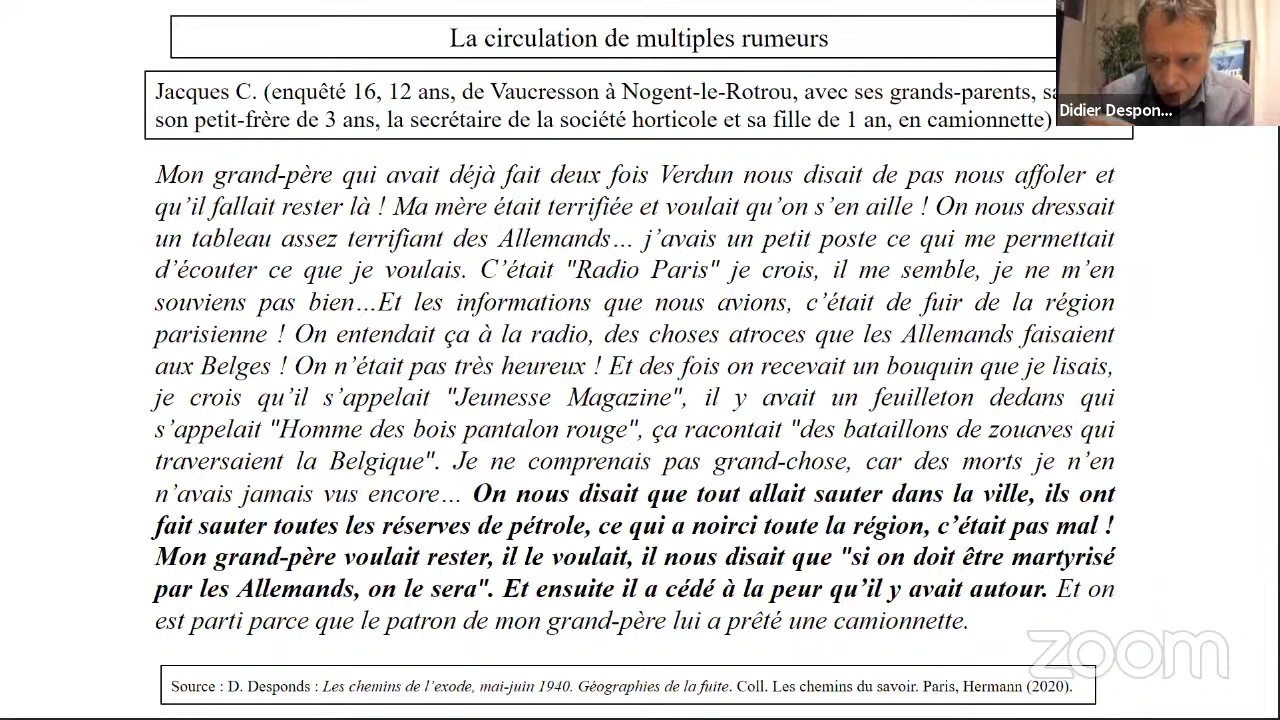 La circulation de multiples rumeurs
Jacques C. (enquêté 16, 12 ans, de Vaucresson à Nogent-le-Rotrou, avec ses grands-parents,
son petit-frère de 3 ans, la secrétaire de la société horticole et sa fille de 1 an, en camionnette)
Didier Despon...
Mon grand-père qui avait déjà fait deux fois Verdun nous disait de pas nous affoler et
qu'il fallait rester là ! Ma mère était terrifiée et voulait qu'on s'en aille ! On nous dressait
un tableau assez terrifiant des Allemands… j'avais un petit poste ce qui me permettait
d'écouter ce que je voulais. C'était "Radio Paris" je crois, il me semble, je ne m'en
souviens pas bien…Et les informations que nous avions, c'était de fuir de la région
parisienne ! On entendait ça à la radio, des choses atroces que les Allemands faisaient
aux Belges ! On n'était pas très heureux ! Et des fois on recevait un bouquin que je lisais,
je crois qu'il s'appelait "Jeunesse Magazine", il y avait un feuilleton dedans qui
s'appelait "Homme des bois pantalon rouge", ça racontait "des bataillons de zouaves qui
traversaient la Belgique". Je ne comprenais pas grand-chose, car des morts je n'en
n'avais jamais vus encore… On nous disait que tout allait sauter dans la ville, ils ont
fait sauter toutes les réserves de pétrole, ce qui a noirci toute la région, c'était pas mal !
Mon grand-père voulait rester, il le voulait, il nous disait que "si on doit être martyrisé
par les Allemands, on le sera". Et ensuite il a cédé à la peur qu'il y avait autour. Et on
est parti parce que le patron de mon grand-père lui a prêté une camionnette.
zoom
Source : D. Desponds : Les chemins de l'exode, mai-juin 1940. Géographies de la fuite. Coll. Les chemins du savoir. Paris, Hermann (2020).